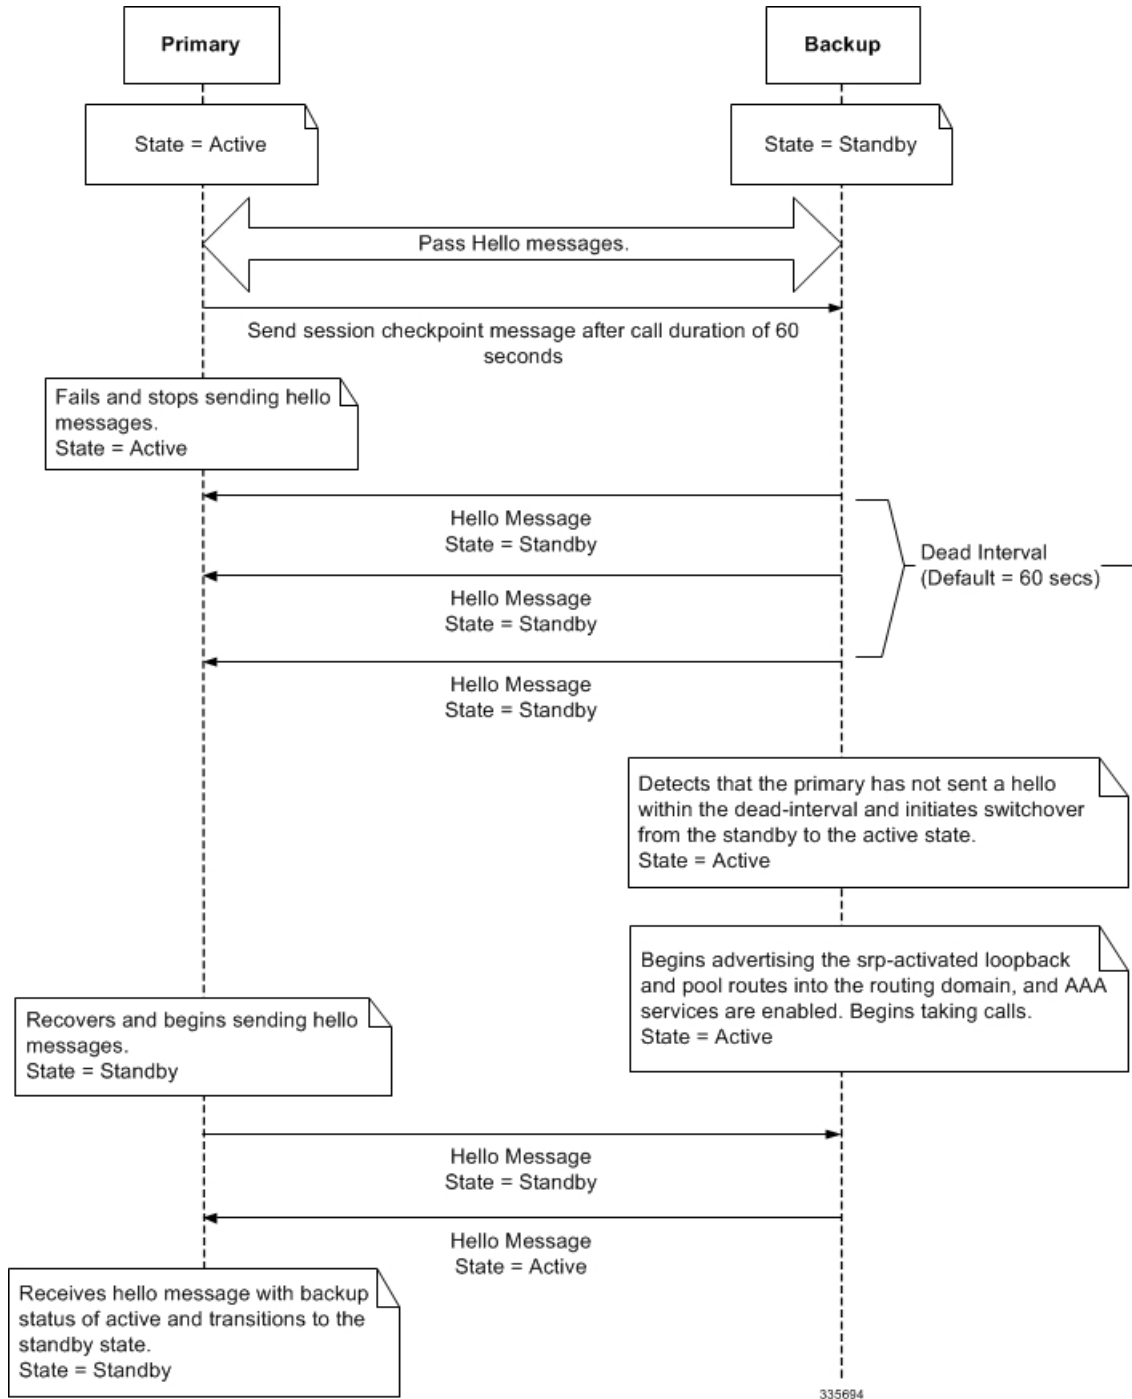 Primary
Backup
State = Active
State = Standby
Pass Hello messages.
Send session checkpoint message after call duration of 60
seconds
Fails and stops sending hello
messages.
State = Active
Hello Message
State = Standby
Dead Interval
(Default = 60 secs)
Hello Message
State = Standby
Hello Message
State = Standby
Detects that the primary has not sent a hello
within the dead-interval and initiates switchover
from the standby to the active state.
State = Active
Begins advertising the srp-activated loopback
and pool routes into the routing domain, and AAA
services are enabled. Begins taking calls.
State = Active
Recovers and begins sending hello
messages.
State = Standby
Hello Message
State = Standby
Hello Message
State = Active
Receives hello message with backup
status of active and transitions to the
standby state.
State = Standby
335694